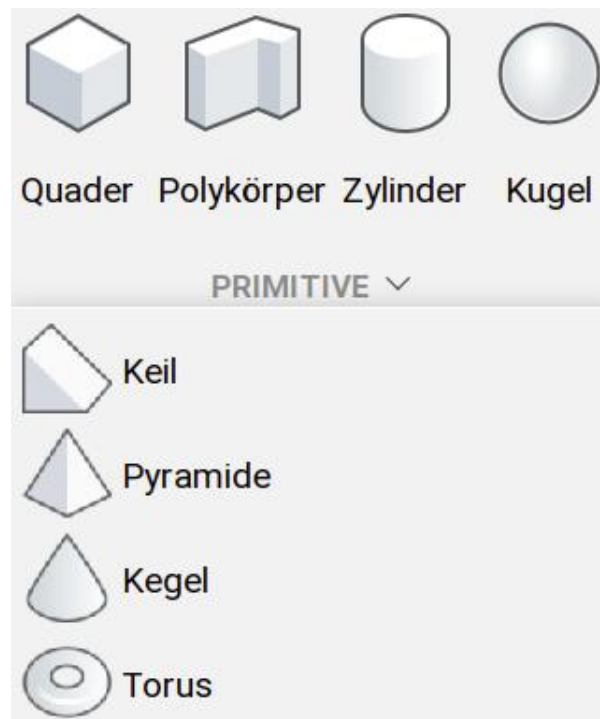 Quader Polykörper Zylinder Kugel
PRIMITIVE
Keil
Pyramide
Kegel
Torus